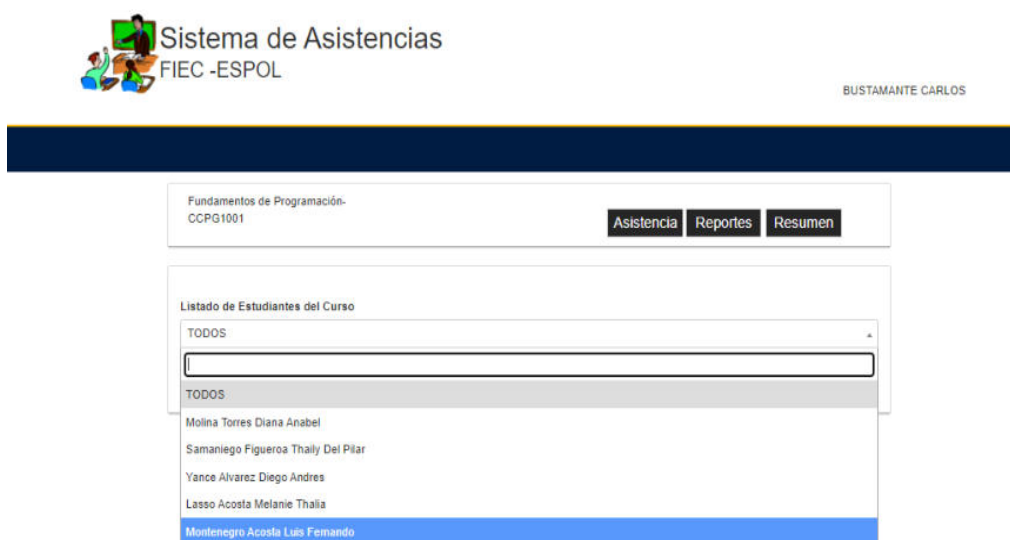 Sistema de Asistencias
FIEC -ESPOL
BUSTAMANTE CARLOS
Fundamentos de Programación-
CCPG1001
Asistencia Reportes Resumen
Listado de Estudiantes del Curso
TODOS
TODOS
Molina Torres Diana Anabel
Samaniego Figueroa Thaily Del Pilar
Yance Alvarez Diego Andres
Lasso Acosta Melanie Thalia
Montenegro Acosta Luis Fernando